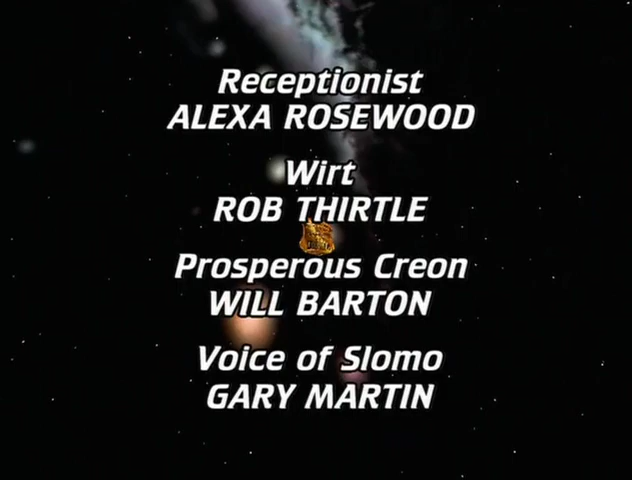 Receptionist
ALEXA ROSEWOOD
Wirt
ROB THIRTLE
Prosperous Creon
WILL BARTON
Voice of Slomo
GARY MARTIN